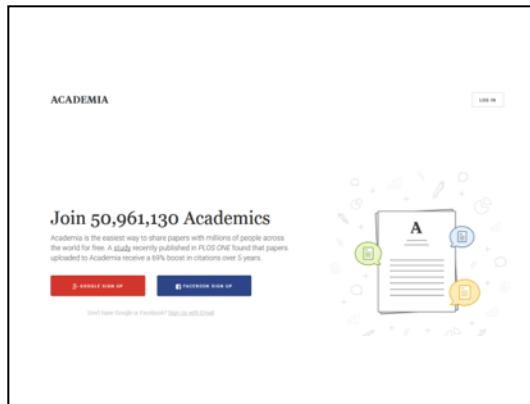 ACADEMIA
LOG IN
Join 50,961,130 Academics
Academia is the easiest way to share papers with millions of people across
the world for free. A study recently published in PLOS ONE found that papers
uploaded to Academia receive a 69% boost in citations over 5 years.
GOOGLE SIGN UP
FACEBOOK SIGN UP
Don't have Google or Facebook? Sign Up with Email
A